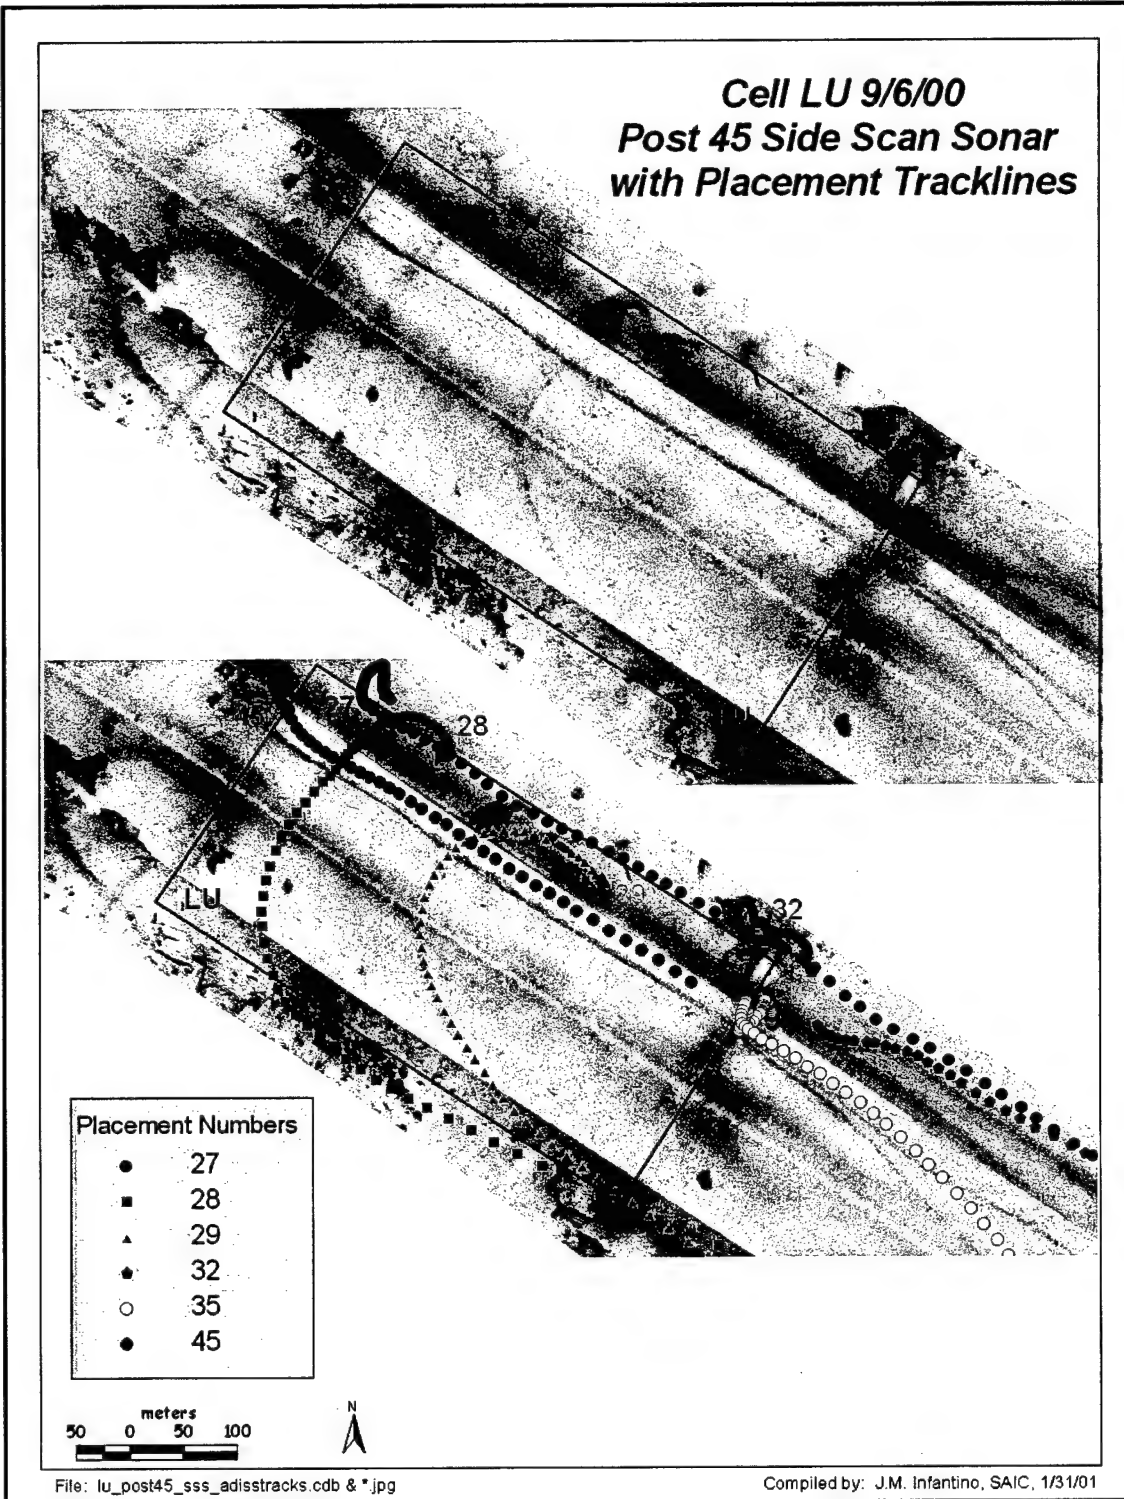 Cell LU 9/6/00
Post 45 Side Scan Sonar
with Placement Tracklines
LU
27
28
32
LU
Placement Numbers
27
28
29
32
35
45
meters
50 0 50 100
N
File: lu_post45_sss_adisstracks.cdb & *.jpg
Compiled by: J.M. Infantino, SAIC, 1/31/01